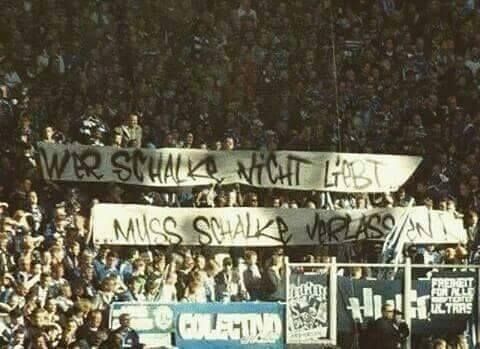 WER SCHALKE NICHT LIEBT...
...MUSS SCHALKE VERLASSEN!
COLECTIVO
FREIHEIT
FÜR ALLE
ULTRAS